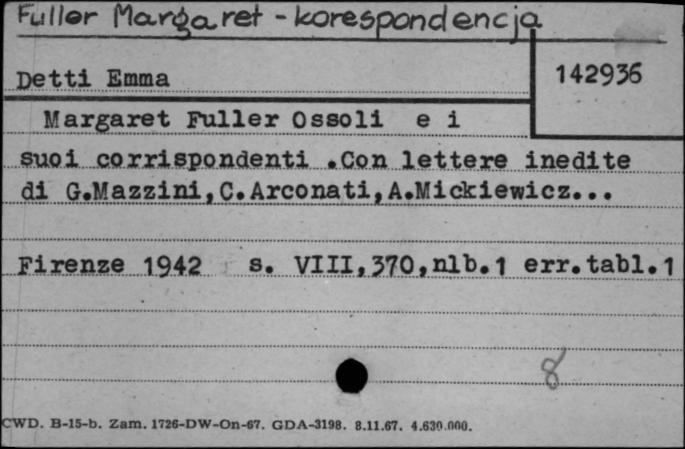 Fuller Margaret - korespondencja
Detti Emma
142936
Margaret Fuller Ossoli e i
suoi corrispondenti .Con lettere inedite
di G.Mazzini,C.Arconati,A.Mickiewicz...
Firenze 1942 s. VIII,370,nlb.1 err.tabl.1
8
CWD. B-15-b. Zam. 1726-DW-On-67. GDA-3198. 8.11.67. 4.630.000.